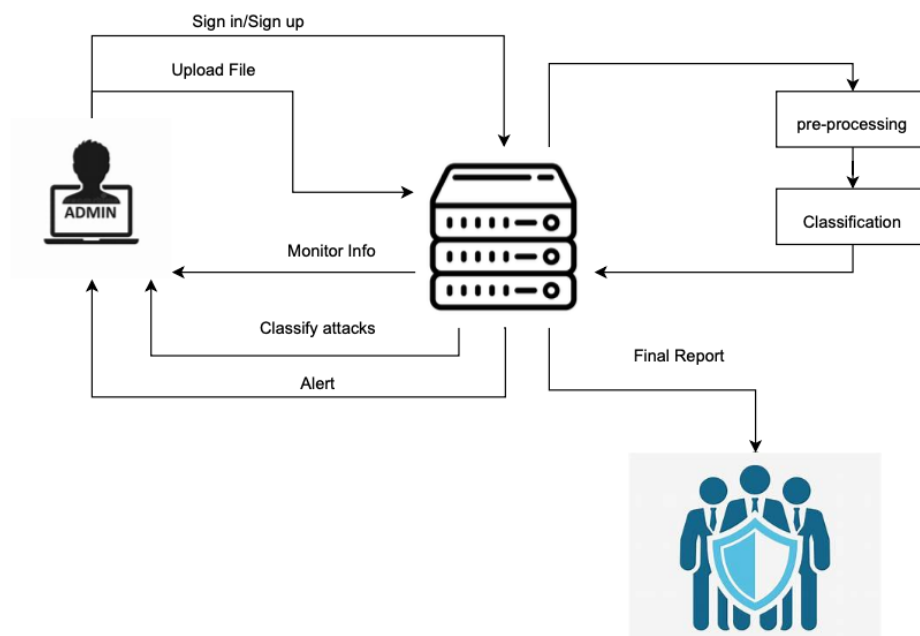 Sign in/Sign up
Upload File
pre-processing
ADMIN
Classification
Monitor Info
Classify attacks
Final Report
Alert